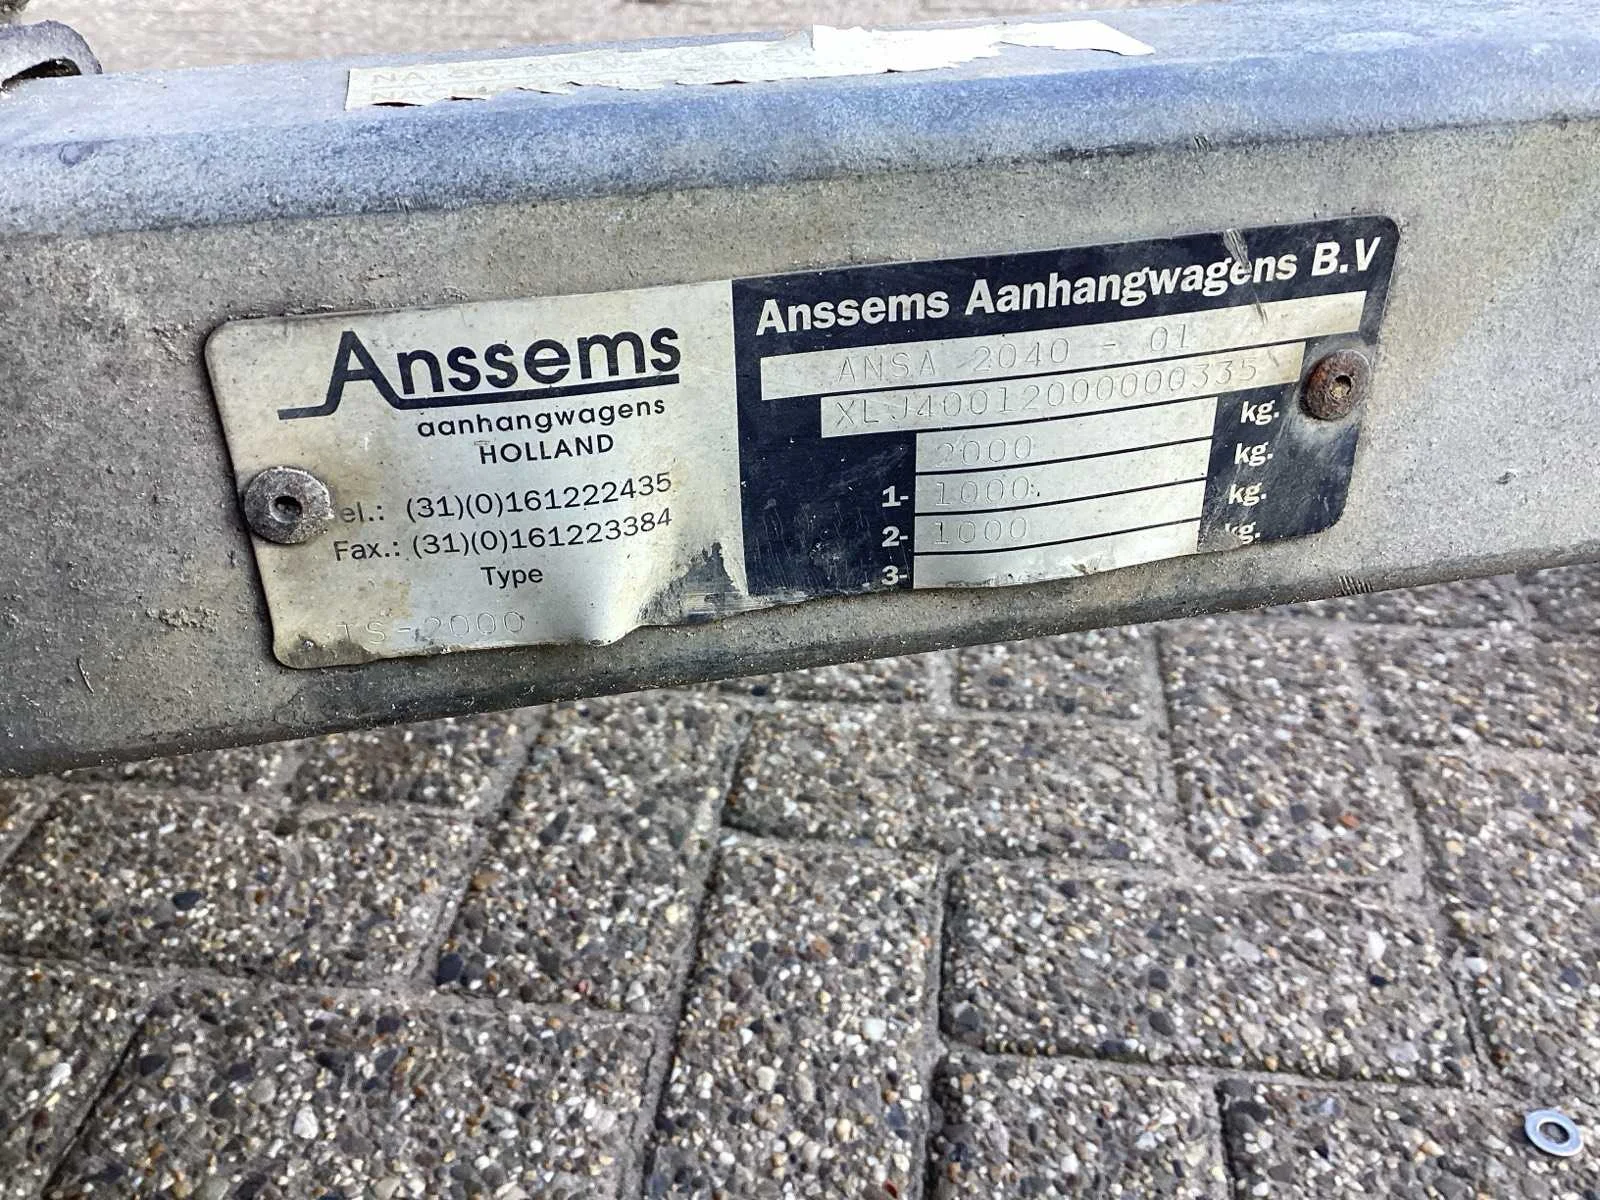 Anssems
aanhangwagens
HOLLAND
el.: (31)(0)161222435
Fax.: (31)(0)161223384
Type
TS-2000
Anssems Aanhangwagens B.V
ANSA 2040 - 01
XLJ40012000000335
kg.
2000 kg.
1- 1000 kg.
2- 1000 kg.
3-